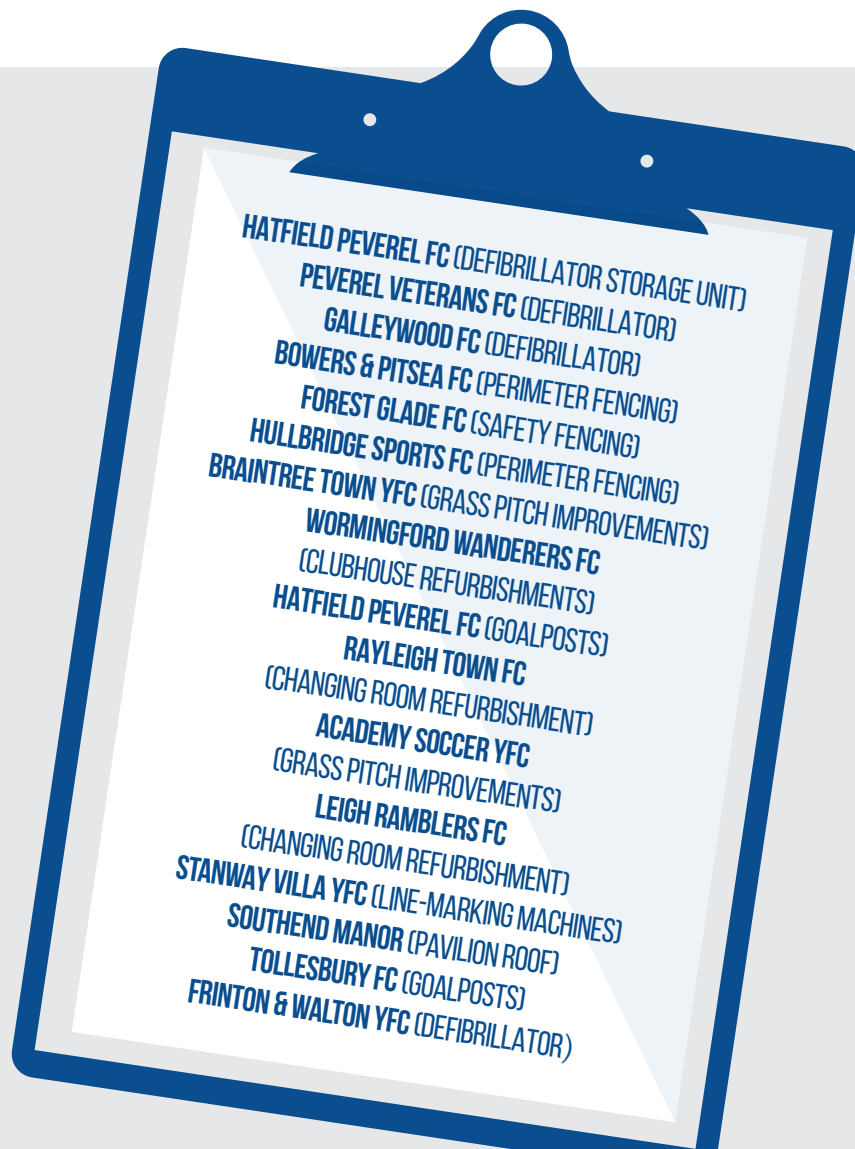 HATFIELD PEVEREL FC (DEFIBRILLATOR STORAGE UNIT)
PEVEREL VETERANS FC (DEFIBRILLATOR)
GALLEYWOOD FC (DEFIBRILLATOR)
BOWERS & PITSEA FC (PERIMETER FENCING)
FOREST GLADE FC (SAFETY FENCING)
HULLBRIDGE SPORTS FC (PERIMETER FENCING)
BRAINTREE TOWN YFC (GRASS PITCH IMPROVEMENTS)
WORMINGFORD WANDERERS FC
(CLUBHOUSE REFURBISHMENTS)
HATFIELD PEVEREL FC (GOALPOSTS)
RAYLEIGH TOWN FC
(CHANGING ROOM REFURBISHMENT)
ACADEMY SOCCER YFC
(GRASS PITCH IMPROVEMENTS)
LEIGH RAMBLERS FC
(CHANGING ROOM REFURBISHMENT)
STANWAY VILLA YFC (LINE-MARKING MACHINES)
SOUTHEND MANOR (PAVILION ROOF)
TOLLESBURY FC (GOALPOSTS)
FRINTON & WALTON YFC (DEFIBRILLATOR)